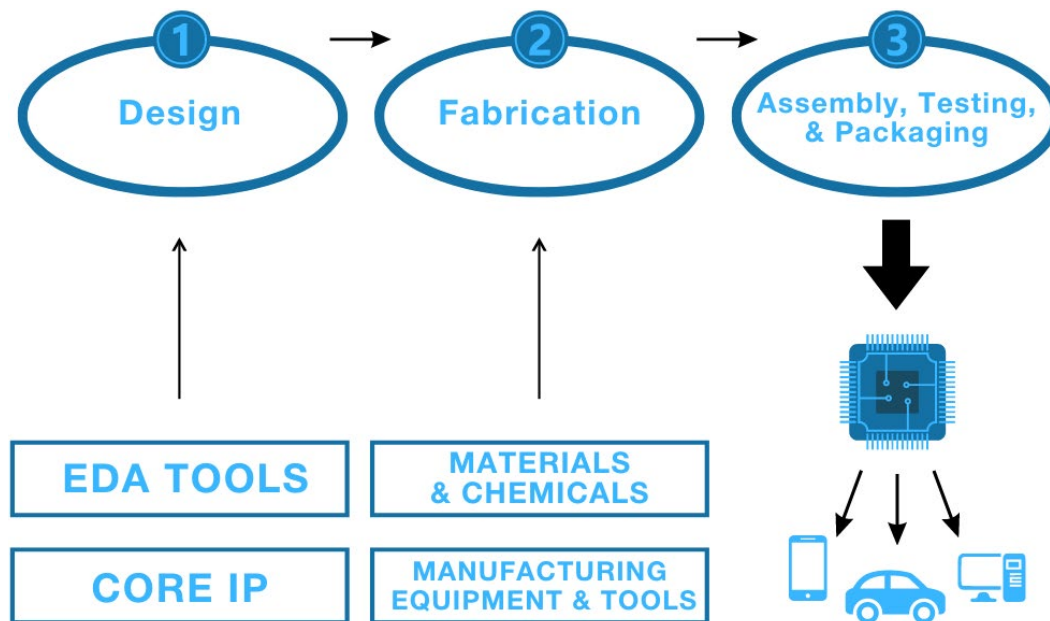 1
2
3
Design
Fabrication
Assembly, Testing,
& Packaging
EDA TOOLS
MATERIALS
& CHEMICALS
CORE IP
MANUFACTURING
EQUIPMENT & TOOLS